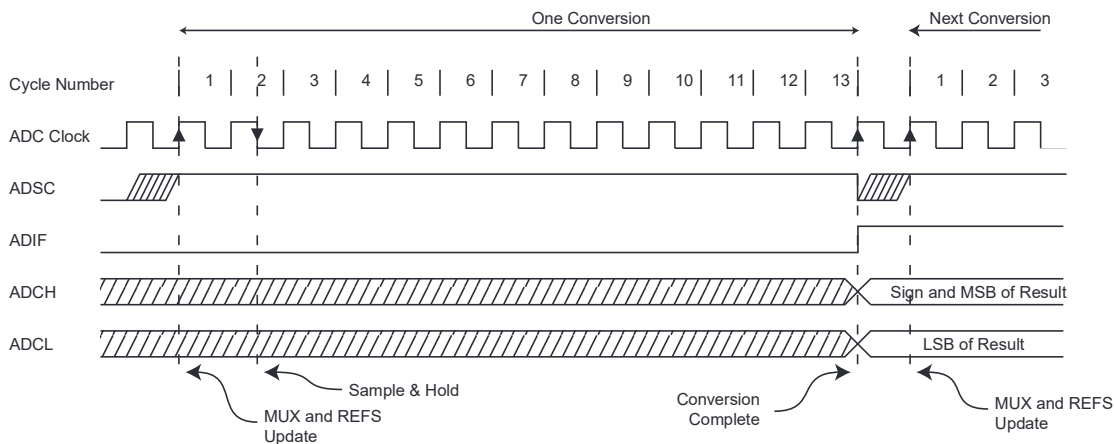 One Conversion
Next Conversion
Cycle Number
1 2 3 4 5 6 7 8 9 10 11 12 13 1 2 3
ADC Clock
ADSC
ADIF
ADCH
Sign and MSB of Result
ADCL
LSB of Result
Sample & Hold
MUX and REFS
Update
Conversion
Complete
MUX and REFS
Update